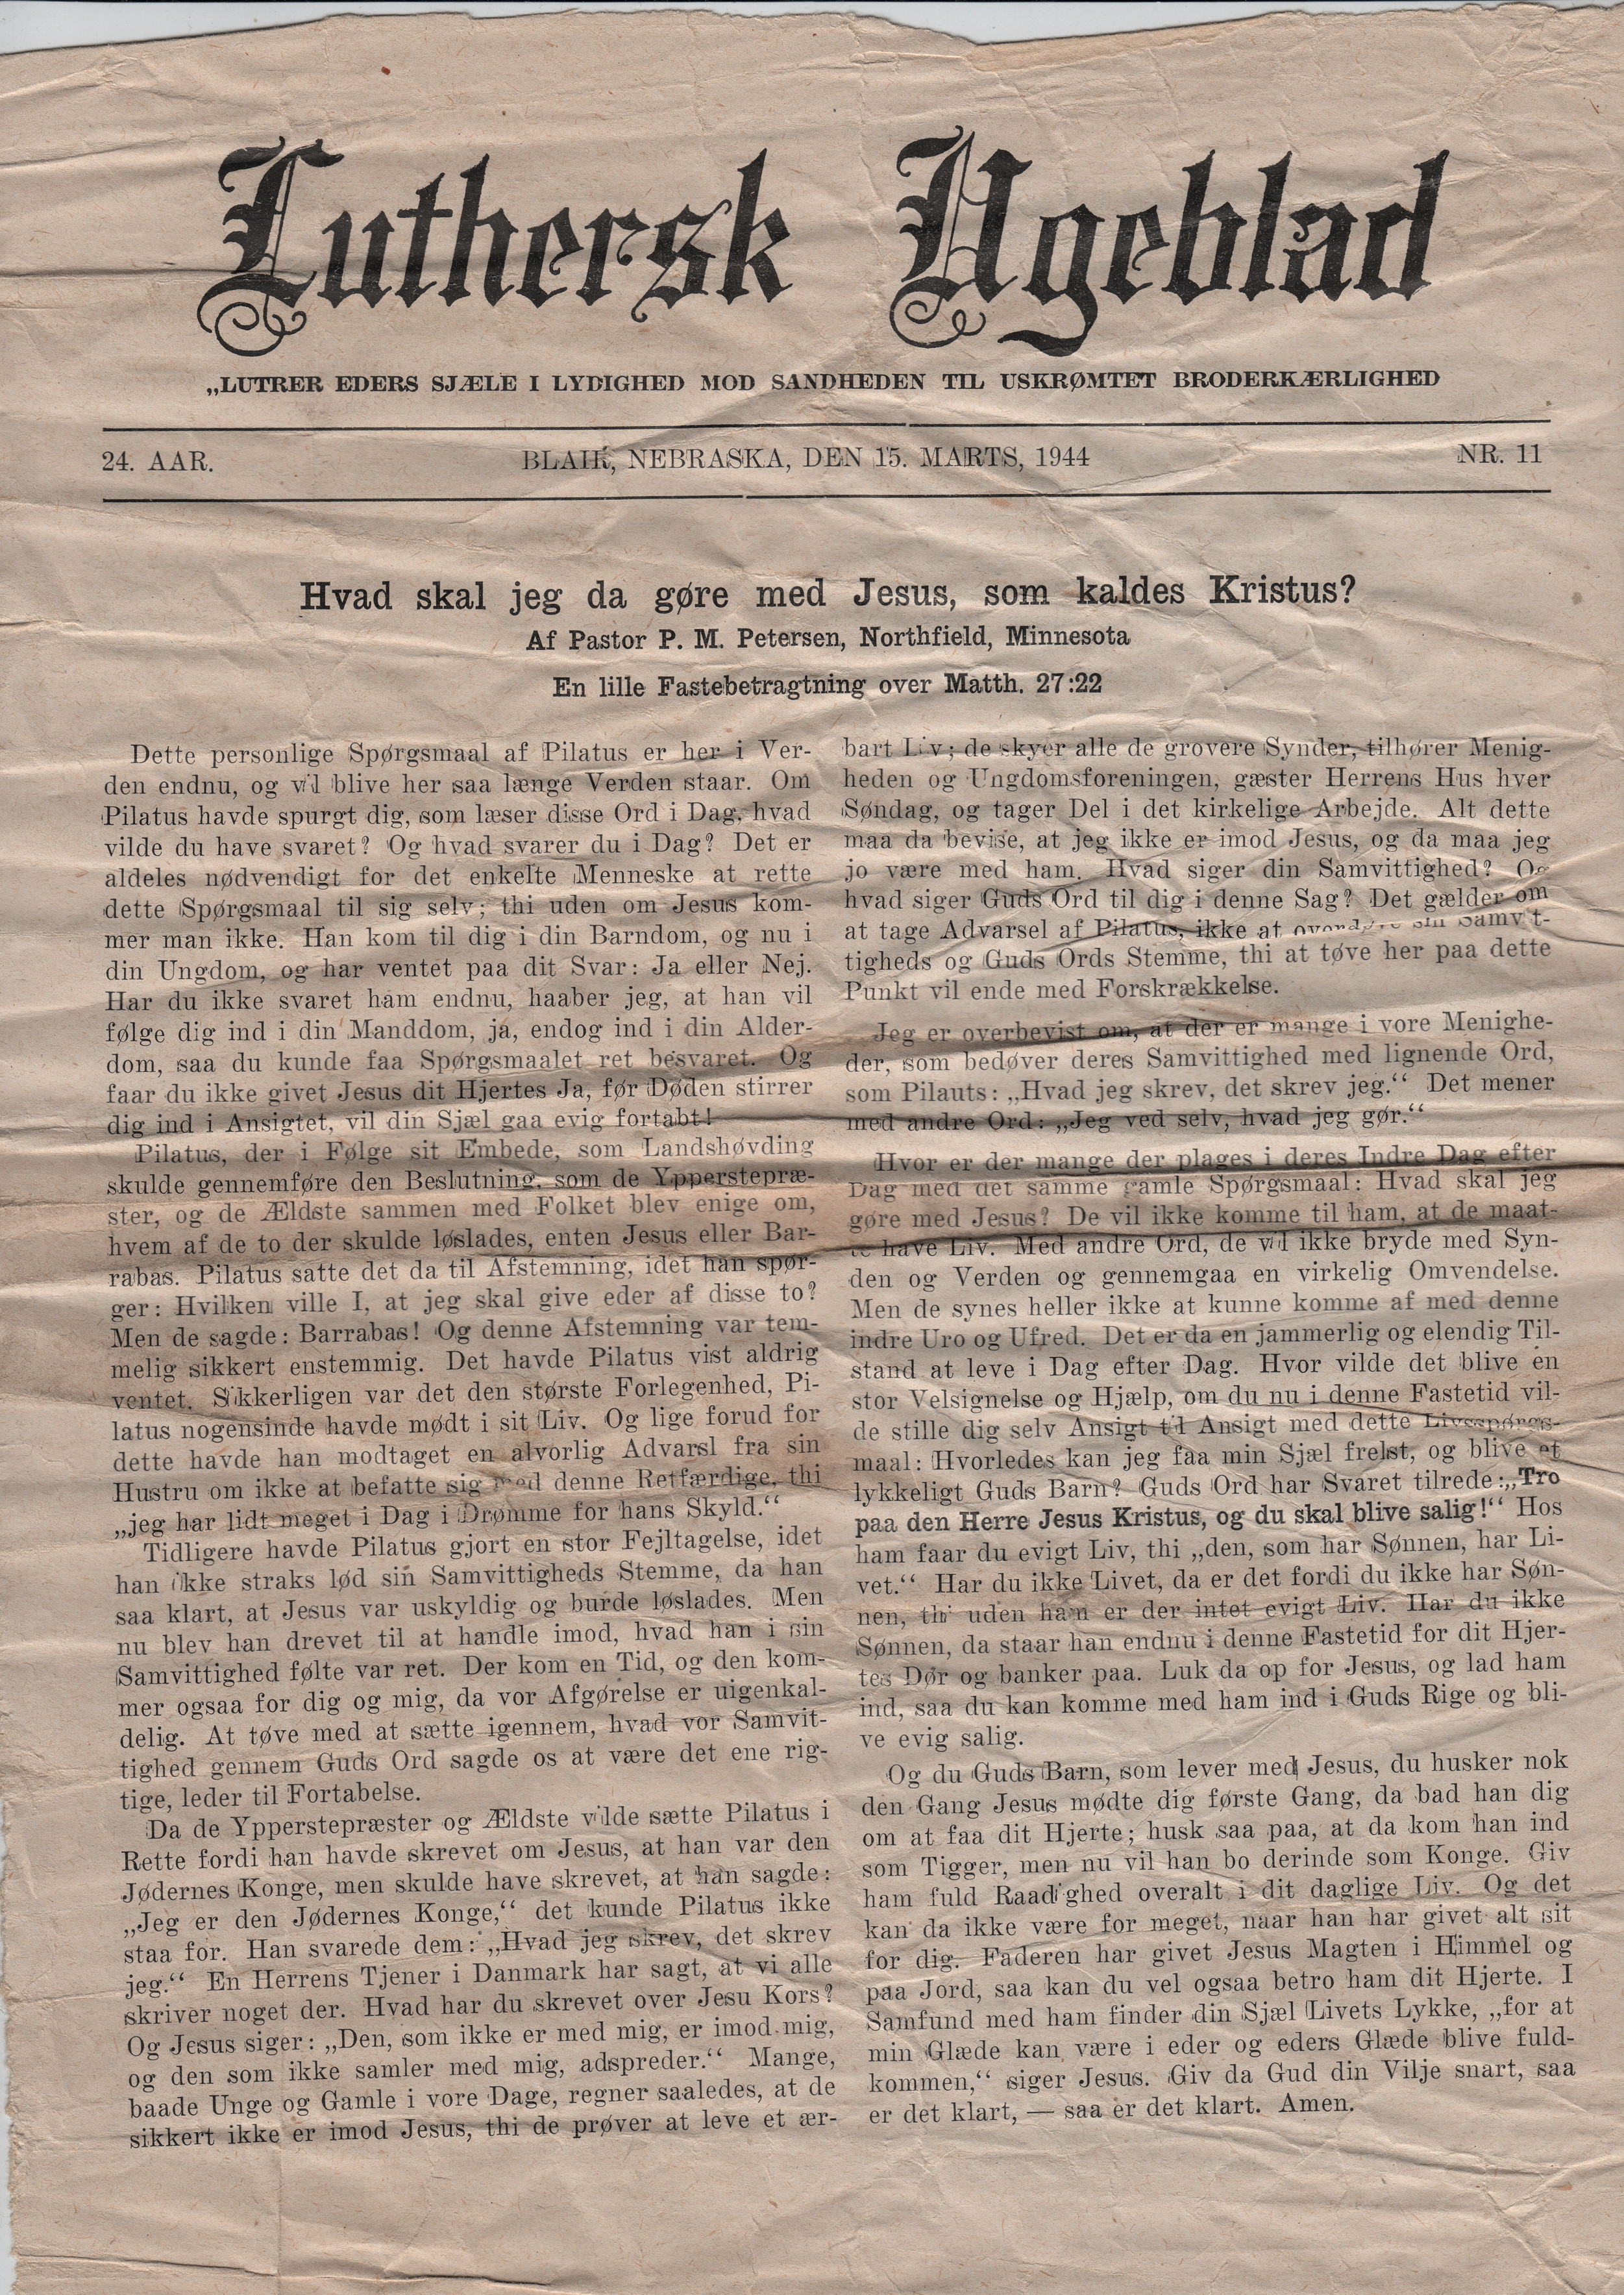 Luthersk Ugeblad
„LUTRER EDERS SJÆLE I LYDIGHED MOD SANDHEDEN TIL USKRØMTET BRODERKÆRLIGHED
24. AAR.
BLAIR, NEBRASKA, DEN 15. MARTS, 1944
NR. 11
Hvad skal jeg da gøre med Jesus, som kaldes Kristus?
Af Pastor P. M. Petersen, Northfield, Minnesota
En lille Fastebetragtning over Matth. 27:22
Dette personlige Spørgsmaal af Pilatus er her i Ver-
den endnu, og vil blive her saa længe Verden staar. Om
Pilatus havde spurgt dig, som læser disse Ord i Dag, hvad
vilde du have svaret? Og hvad svarer du i Dag? Det er
aldeles nødvendigt for det enkelte Menneske at rette
dette Spørgsmaal til sig selv; thi uden om Jesus kom-
mer man ikke. Han kom til dig i din Barndom, og nu i
din Ungdom, og har ventet paa dit Svar: Ja eller Nej.
Har du ikke svaret ham endnu, haaber jeg, at han vil
følge dig ind i din Manddom, ja, endog ind i din Alder-
dom, saa du kunde faa Spørgsmaalet ret besvaret. Og
faar du ikke givet Jesus dit Hjertes Ja, før Døden stirrer
dig ind i Ansigtet, vil din Sjæl gaa evig fortabt!
Pilatus, der i Følge sit Embede, som Landshøvding
skulde gennemføre den Beslutning, som de Ypperstepræ-
ster, og de Ældste sammen med Folket blev enige om,
hvem af de to der skulde løslades, enten Jesus eller Bar-
rabas. Pilatus satte det da til Afstemning, idet han spør-
ger: Hvilken ville I, at jeg skal give eder af disse to?
Men de sagde: Barrabas! Og denne Afstemning var tem-
melig sikkert enstemmig. Det havde Pilatus vist aldrig
ventet. Sikkerligen var det den største Forlegenhed, Pi-
latus nogensinde havde mødt i sit Liv. Og lige forud for
dette havde han modtaget en alvorlig Advarsl fra sin
Hustru om ikke at befatte sig med denne Retfærdige, thi
„jeg har lidt meget i Dag i Drømme for hans Skyld.“
Tidligere havde Pilatus gjort en stor Fejltagelse, idet
han ikke straks lød sin Samvittigheds Stemme, da han
saa klart, at Jesus var uskyldig og burde løslades. Men
nu blev han drevet til at handle imod, hvad han i sin
Samvittighed følte var ret. Der kom en Tid, og den kom-
mer ogsaa for dig og mig, da vor Afgørelse er uigenkal-
delig. At tøve med at sætte igennem, hvad vor Samvit-
tighed gennem Guds Ord sagde os at være det ene rig-
tige, leder til Fortabelse.
Da de Ypperstepræster og Ældste vilde sætte Pilatus i
Rette fordi han havde skrevet om Jesus, at han var den
Jødernes Konge, men skulde have skrevet, at han sagde:
„Jeg er den Jødernes Konge,“ det kunde Pilatus ikke
staa for. Han svarede dem: „Hvad jeg skrev, det skrev
jeg.“ En Herrens Tjener i Danmark har sagt, at vi alle
skriver noget der. Hvad har du skrevet over Jesu Kors?
Og Jesus siger: „Den, som ikke er med mig, er imod mig,
og den som ikke samler med mig, adspreder.“ Mange,
baade Unge og Gamle i vore Dage, regner saaledes, at de
sikkert ikke er imod Jesus, thi de prøver at leve et ær-
bart Liv; de skyer alle de grovere Synder, tilhører Menig-
heden og Ungdomsforeningen, gæster Herrens Hus hver
Søndag, og tager Del i det kirkelige Arbejde. Alt dette
maa da bevise, at jeg ikke er imod Jesus, og da maa jeg
jo være med ham. Hvad siger din Samvittighed? Og
hvad siger Guds Ord til dig i denne Sag? Det gælder om
at tage Advarsel af Pilatus, ikke at overdøve sin Samvit-
tigheds og Guds Ords Stemme, thi at tøve her paa dette
Punkt vil ende med Forskrækkelse.
Jeg er overbevist om, at der er mange i vore Menighe-
der, som bedøver deres Samvittighed med lignende Ord,
som Pilauts: „Hvad jeg skrev, det skrev jeg.“ Det mener
med andre Ord: „Jeg ved selv, hvad jeg gør.“
Hvor er der mange der plages i deres Indre Dag efter
Dag med det samme gamle Spørgsmaal: Hvad skal jeg
gøre med Jesus? De vil ikke komme til ham, at de maat-
te have Liv. Med andre Ord, de vil ikke bryde med Syn-
den og Verden og gennemgaa en virkelig Omvendelse.
Men de synes heller ikke at kunne komme af med denne
indre Uro og Ufred. Det er da en jammerlig og elendig Til-
stand at leve i Dag efter Dag. Hvor vilde det blive en
stor Velsignelse og Hjælp, om du nu i denne Fastetid vil-
de stille dig selv Ansigt til Ansigt med dette Livsspørgs-
maal: Hvorledes kan jeg faa min Sjæl frelst, og blive et
lykkeligt Guds Barn? Guds Ord har Svaret tilrede: „Tro
paa den Herre Jesus Kristus, og du skal blive salig!“ Hos
ham faar du evigt Liv, thi „den, som har Sønnen, har Li-
vet.“ Har du ikke Livet, da er det fordi du ikke har Søn-
nen, thi uden ham er der intet evigt Liv. Har du ikke
Sønnen, da staar han endnu i denne Fastetid for dit Hjer-
tes Dør og banker paa. Luk da op for Jesus, og lad ham
ind, saa du kan komme med ham ind i Guds Rige og bli-
ve evig salig.
Og du Guds Barn, som lever med Jesus, du husker nok
den Gang Jesus mødte dig første Gang, da bad han dig
om at faa dit Hjerte; husk saa paa, at da kom han ind
som Tigger, men nu vil han bo derinde som Konge. Giv
ham fuld Raadighed overalt i dit daglige Liv. Og det
kan da ikke være for meget, naar han har givet alt sit
for dig. Faderen har givet Jesus Magten i Himmel og
paa Jord, saa kan du vel ogsaa betro ham dit Hjerte. I
Samfund med ham finder din Sjæl Livets Lykke, „for at
min Glæde kan være i eder og eders Glæde blive fuld-
kommen,“ siger Jesus. Giv da Gud din Vilje snart, saa
er det klart, — saa er det klart. Amen.